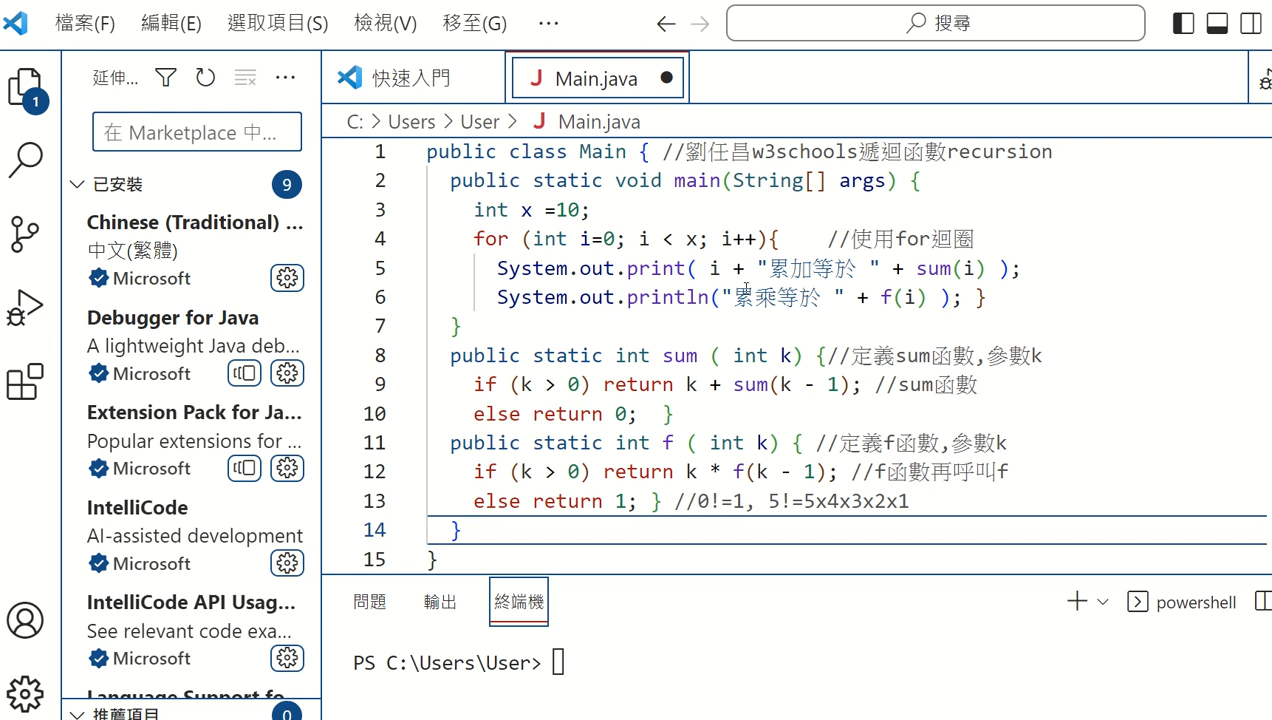 檔案(F) 編輯(E) 選取項目(S) 檢視(V) 移至(G) ··· 搜尋
1
延伸... ···
在 Marketplace 中...
已安裝 9
Chinese (Traditional) ...
中文(繁體)
Microsoft
Debugger for Java
A lightweight Java deb...
Microsoft
Extension Pack for Ja...
Popular extensions for ...
Microsoft
IntelliCode
AI-assisted development
Microsoft
IntelliCode API Usag...
See relevant code exa...
Microsoft
Language Support fo
推薦項目 0
快速入門 J Main.java
C: > Users > User > J Main.java
1 public class Main { //劉任昌w3schools遞迴函數recursion
2 public static void main(String[] args) {
3 int x =10;
4 for (int i=0; i < x; i++){ //使用for迴圈
5 System.out.print( i + "累加等於 " + sum(i) );
6 System.out.println("累乘等於 " + f(i) ); }
7 }
8 public static int sum ( int k) {//定義sum函數,參數k
9 if (k > 0) return k + sum(k - 1); //sum函數
10 else return 0; }
11 public static int f ( int k) { //定義f函數,參數k
12 if (k > 0) return k * f(k - 1); //f函數再呼叫f
13 else return 1; } //0!=1, 5!=5x4x3x2x1
14 }
15 }
問題 輸出 終端機 powershell
PS C:\Users\User>